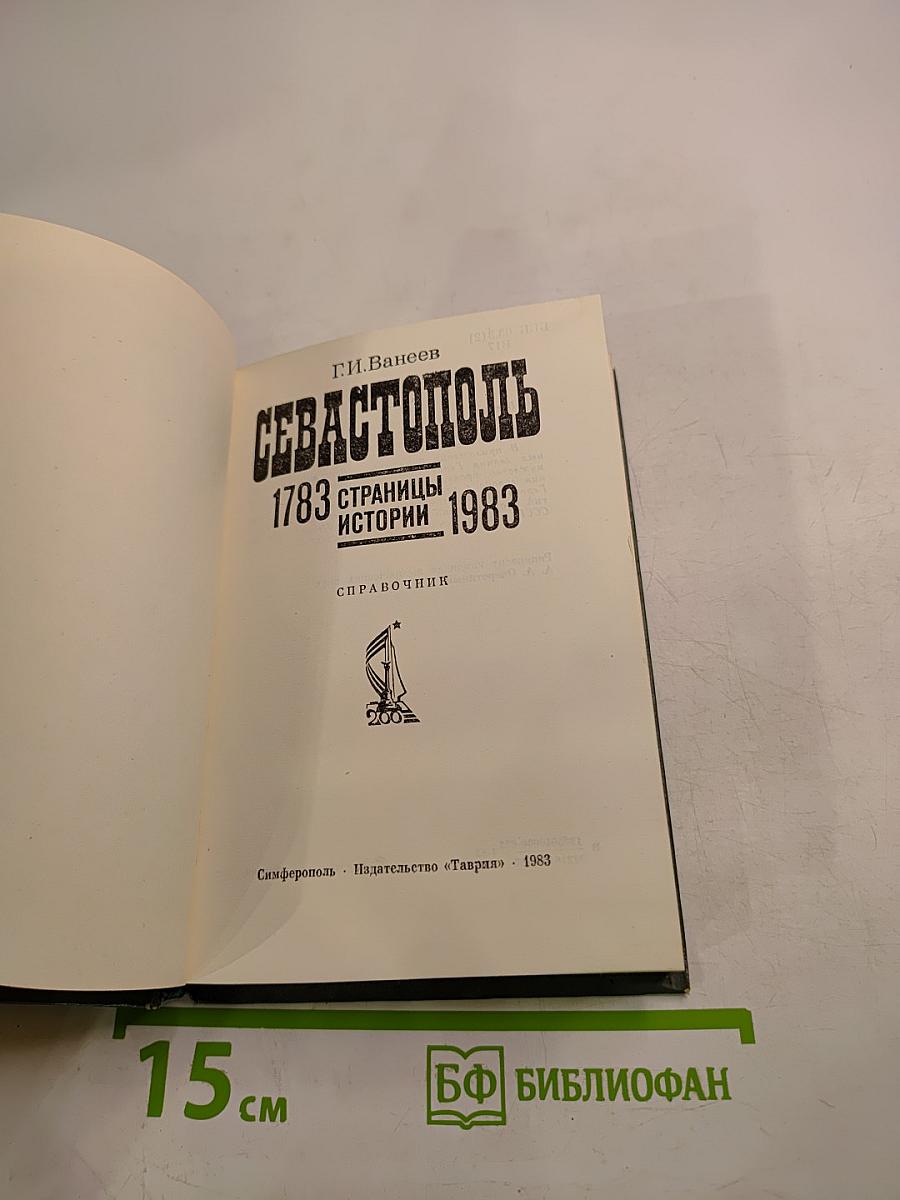 Г.И.Ванеев
СЕВАСТОПОЛЬ
1783 СТРАНИЦЫ ИСТОРИИ 1983
СПРАВОЧНИК
200
Симферополь · Издательство «Таврия» · 1983
15 см
БФ БИБЛИОФАН